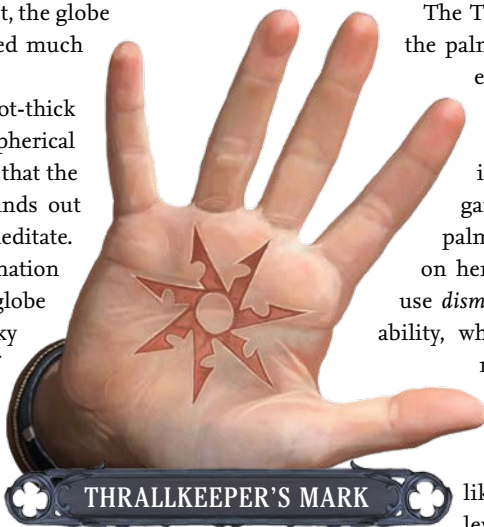 t, the globe
ed much
ot-thick
pherical
that the
nds out
editate.
nation
globe
ky
The T
the palm
e
i
gar
palm
on her
use dism
ability, wh
lik
lev
THRALLKEEPER'S MARK